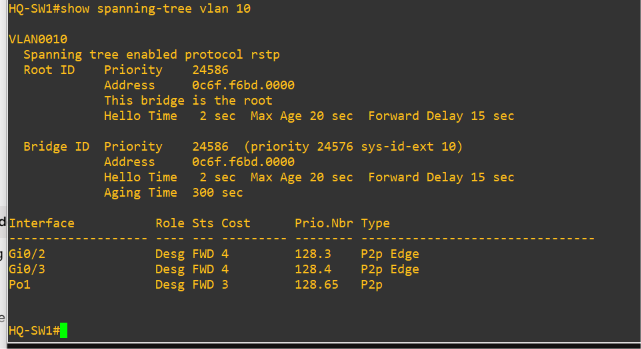 HQ-SW1#show spanning-tree vlan 10
VLAN0010
  Spanning tree enabled protocol rstp
  Root ID    Priority    24586
             Address     0c6f.f6bd.0000
             This bridge is the root
             Hello Time   2 sec  Max Age 20 sec  Forward Delay 15 sec
  Bridge ID  Priority    24586  (priority 24576 sys-id-ext 10)
             Address     0c6f.f6bd.0000
             Hello Time   2 sec  Max Age 20 sec  Forward Delay 15 sec
             Aging Time  300 sec
Interface           Role Sts Cost      Prio.Nbr Type
------------------- ---- --- --------- -------- --------------------------------
Gi0/2               Desg FWD 4         128.3    P2p Edge
Gi0/3               Desg FWD 4         128.4    P2p Edge
Po1                 Desg FWD 3         128.65   P2p
HQ-SW1#